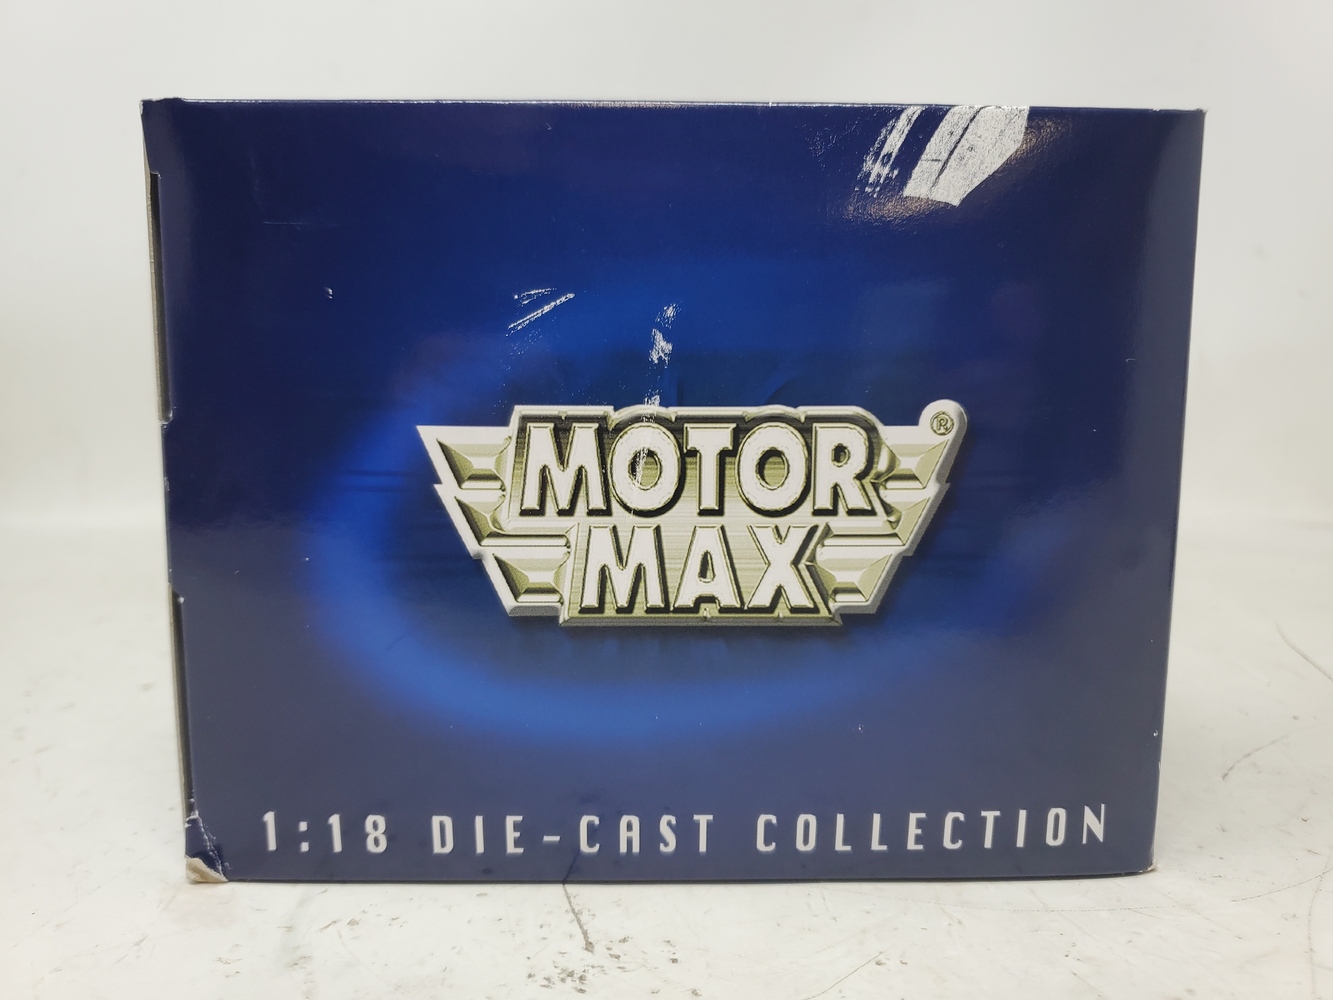 MOTOR ®
MAX
1:18 DIE-CAST COLLECTION